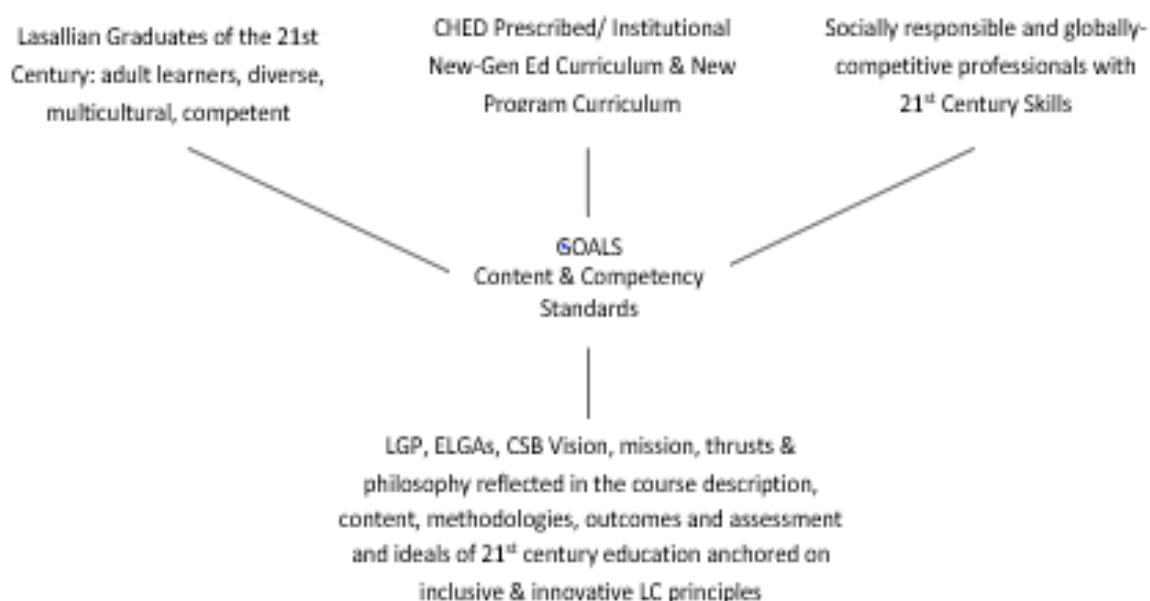 Lasallian Graduates of the 21st
Century: adult learners, diverse,
multicultural, competent
CHED Prescribed/ Institutional
New-Gen Ed Curriculum & New
Program Curriculum
Socially responsible and globally-
competitive professionals with
21st Century Skills
GOALS
Content & Competency
Standards
LGP, ELGAs, CSB Vision, mission, thrusts &
philosophy reflected in the course description,
content, methodologies, outcomes and assessment
and ideals of 21st century education anchored on
inclusive & innovative LC principles